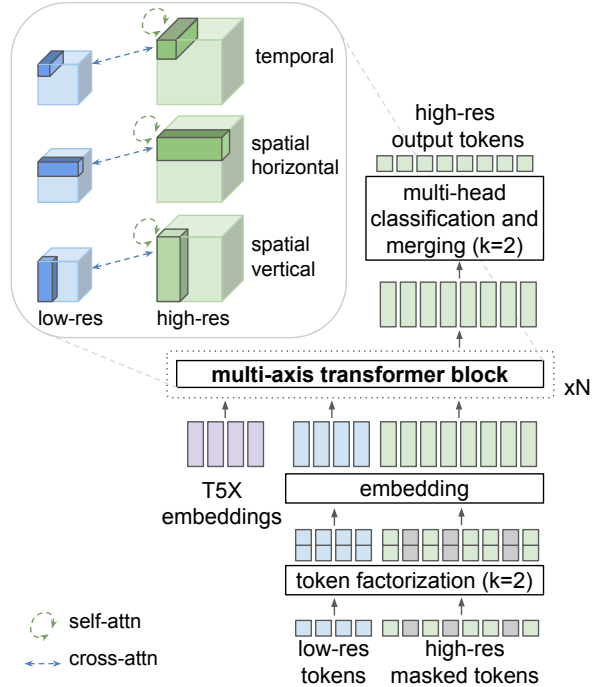 temporal
spatial
horizontal
spatial
vertical
low-res
high-res
high-res
output tokens
multi-head
classification and
merging (k=2)
multi-axis transformer block
xN
T5X
embeddings
embedding
token factorization (k=2)
low-res
tokens
high-res
masked tokens
self-attn
cross-attn